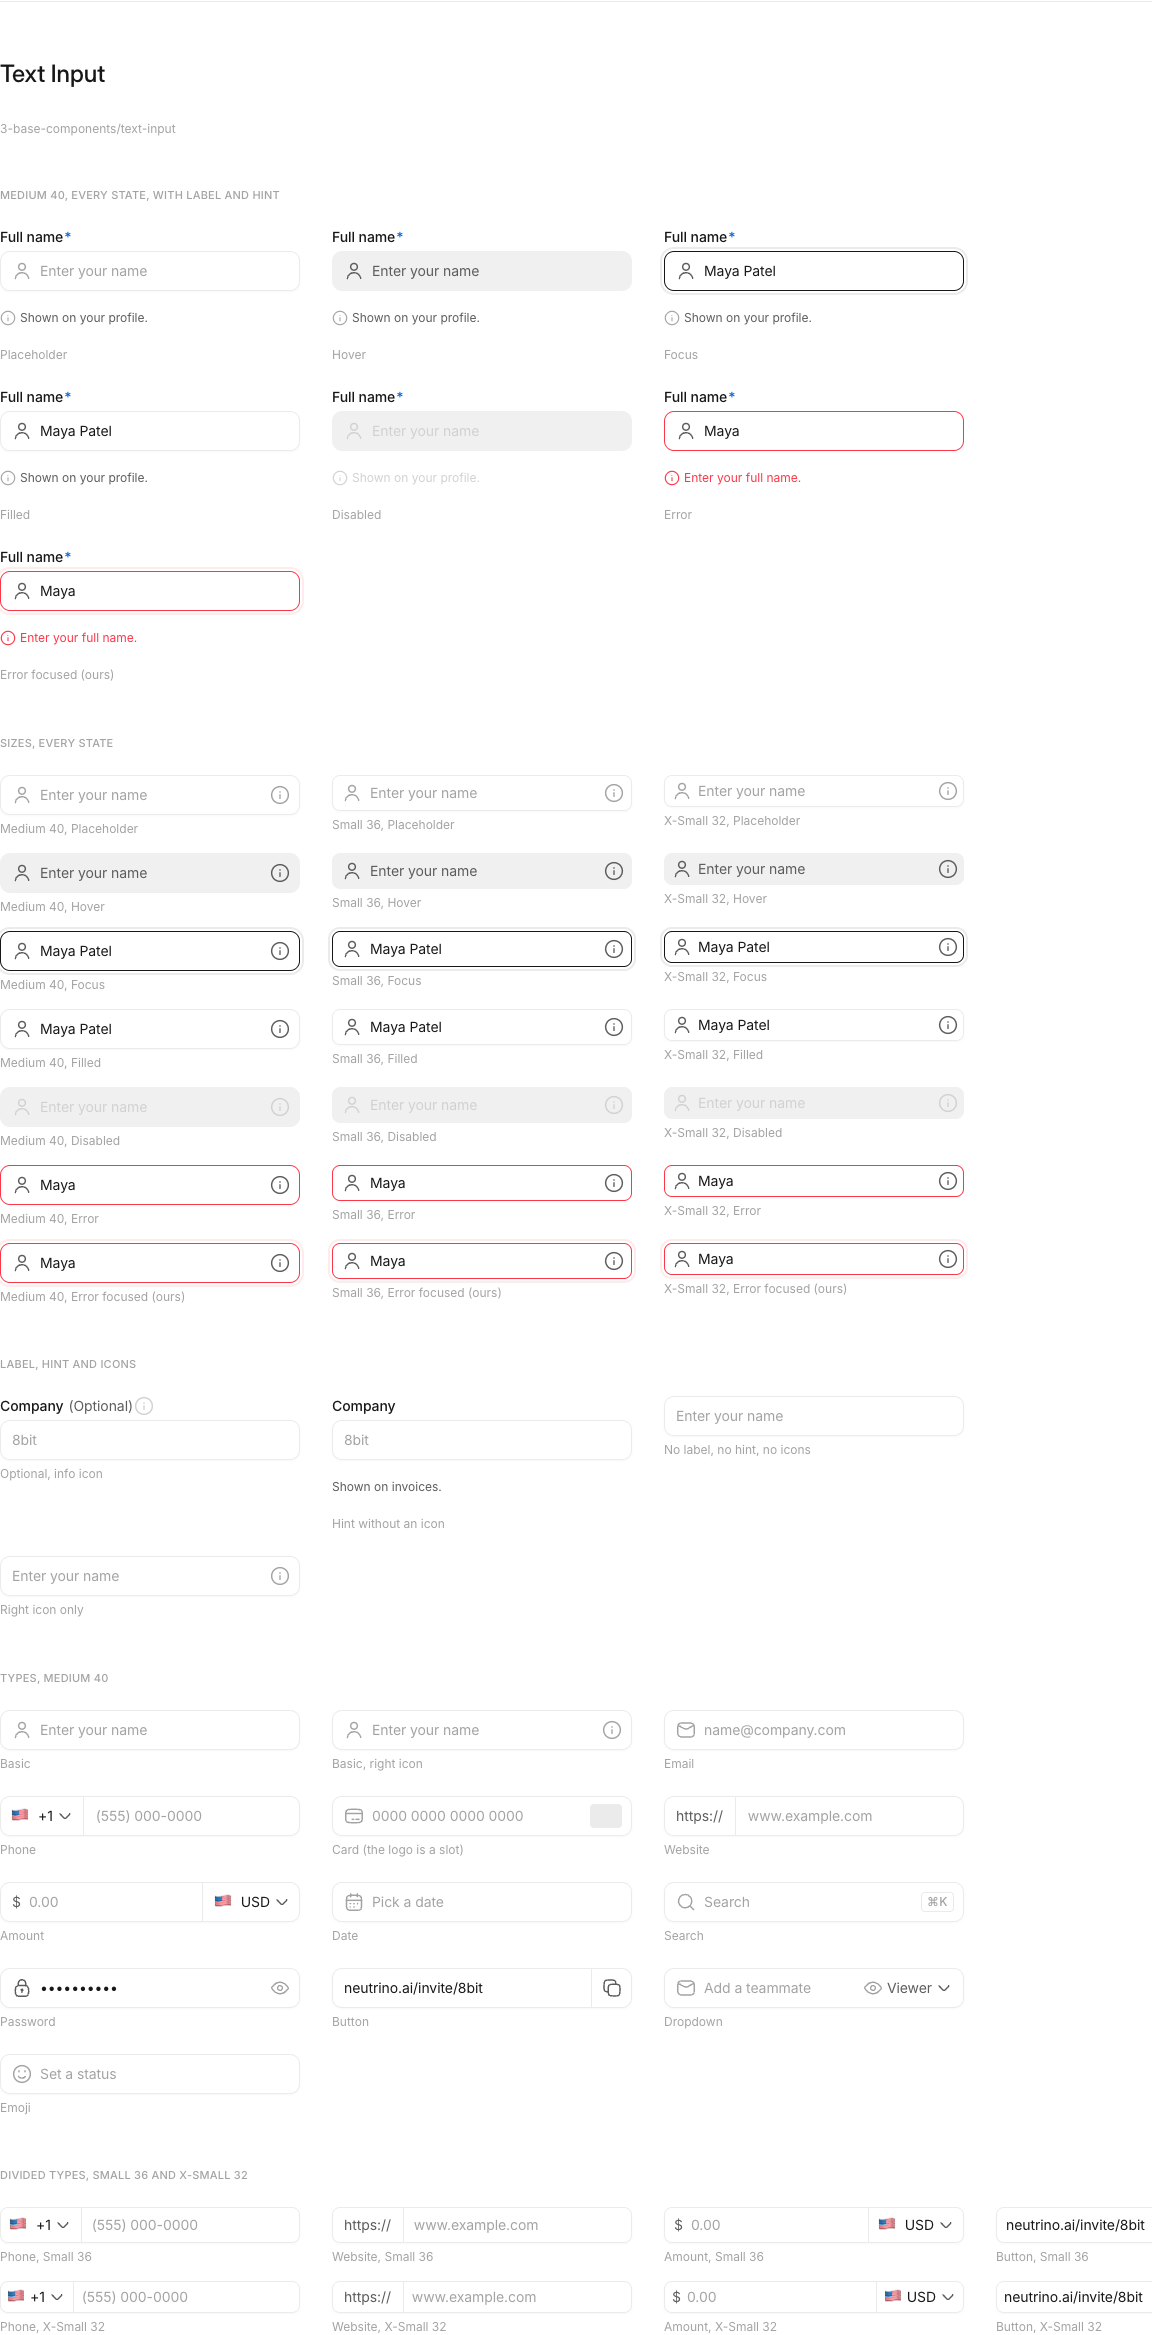 Text Input
3-base-components/text-input
MEDIUM 40, EVERY STATE, WITH LABEL AND HINT
Full name* Full name* Full name*
Enter your name Enter your name Maya Patel
Shown on your profile. Shown on your profile. Shown on your profile.
Placeholder Hover Focus
Full name* Full name* Full name*
Maya Patel Enter your name Maya
Shown on your profile. Shown on your profile. Enter your full name.
Filled Disabled Error
Full name*
Maya
Enter your full name.
Error focused (ours)
SIZES, EVERY STATE
Enter your name Enter your name Enter your name
Medium 40, Placeholder Small 36, Placeholder X-Small 32, Placeholder
Enter your name Enter your name Enter your name
Medium 40, Hover Small 36, Hover X-Small 32, Hover
Maya Patel Maya Patel Maya Patel
Medium 40, Focus Small 36, Focus X-Small 32, Focus
Maya Patel Maya Patel Maya Patel
Medium 40, Filled Small 36, Filled X-Small 32, Filled
Enter your name Enter your name Enter your name
Medium 40, Disabled Small 36, Disabled X-Small 32, Disabled
Maya Maya Maya
Medium 40, Error Small 36, Error X-Small 32, Error
Maya Maya Maya
Medium 40, Error focused (ours) Small 36, Error focused (ours) X-Small 32, Error focused (ours)
LABEL, HINT AND ICONS
Company (Optional) Company
8bit 8bit Enter your name
Optional, info icon No label, no hint, no icons
Shown on invoices.
Hint without an icon
Enter your name
Right icon only
TYPES, MEDIUM 40
Enter your name Enter your name name@company.com
Basic Basic, right icon Email
+1 (555) 000-0000 0000 0000 0000 0000 https:// www.example.com
Phone Card (the logo is a slot) Website
$ 0.00 USD Pick a date Search ⌘K
Amount Date Search
•••••••••• neutrino.ai/invite/8bit Add a teammate Viewer
Password Button Dropdown
Set a status
Emoji
DIVIDED TYPES, SMALL 36 AND X-SMALL 32
+1 (555) 000-0000 https:// www.example.com $ 0.00 USD neutrino.ai/invite/8bit
Phone, Small 36 Website, Small 36 Amount, Small 36 Button, Small 36
+1 (555) 000-0000 https:// www.example.com $ 0.00 USD neutrino.ai/invite/8bit
Phone, X-Small 32 Website, X-Small 32 Amount, X-Small 32 Button, X-Small 32